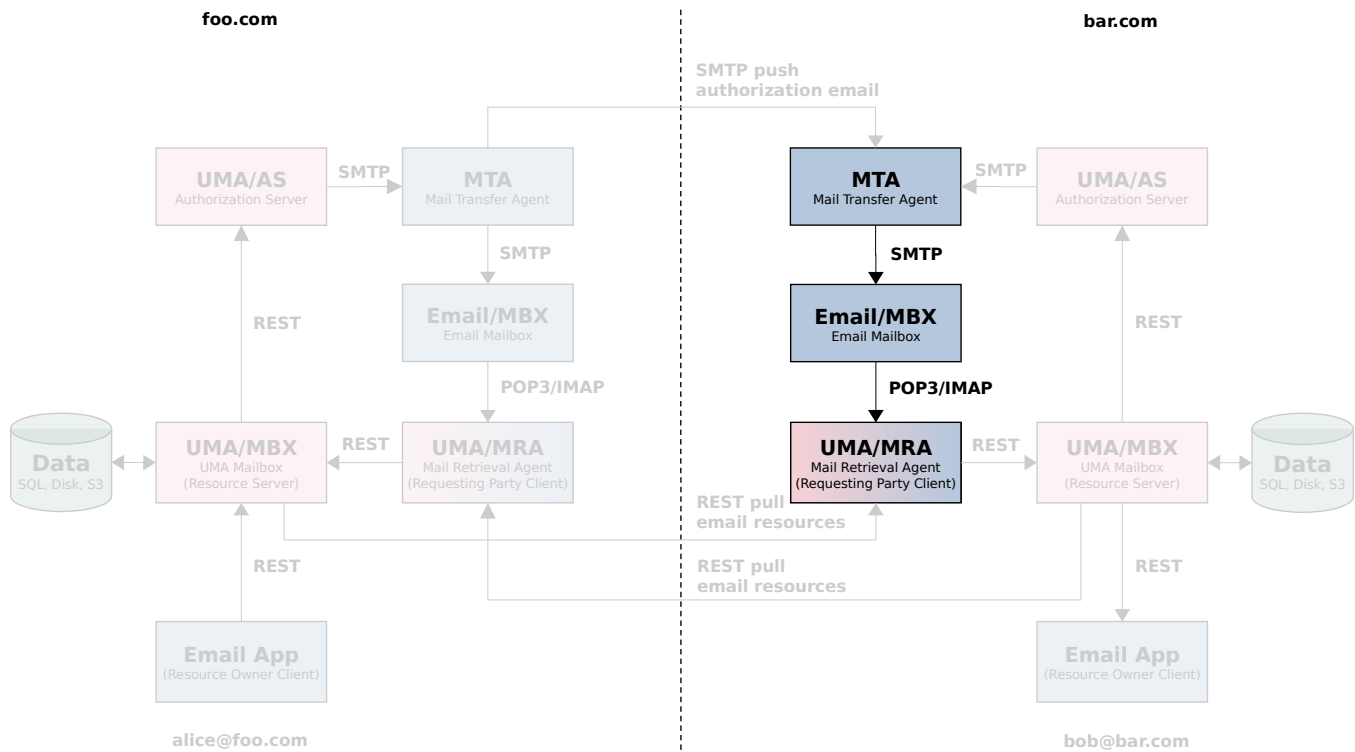 foo.com
bar.com
SMTP push
authorization email
UMA/AS
Authorization Server
SMTP
MTA
Mail Transfer Agent
MTA
Mail Transfer Agent
SMTP
UMA/AS
Authorization Server
SMTP
SMTP
REST
Email/MBX
Email Mailbox
Email/MBX
Email Mailbox
REST
POP3/IMAP
POP3/IMAP
Data
SQL, Disk, S3
UMA/MBX
UMA Mailbox
(Resource Server)
REST
UMA/MRA
Mail Retrieval Agent
(Requesting Party Client)
UMA/MRA
Mail Retrieval Agent
(Requesting Party Client)
REST
UMA/MBX
UMA Mailbox
(Resource Server)
Data
SQL, Disk, S3
REST pull
email resources
REST
REST pull
email resources
REST
Email App
(Resource Owner Client)
Email App
(Resource Owner Client)
alice@foo.com
bob@bar.com